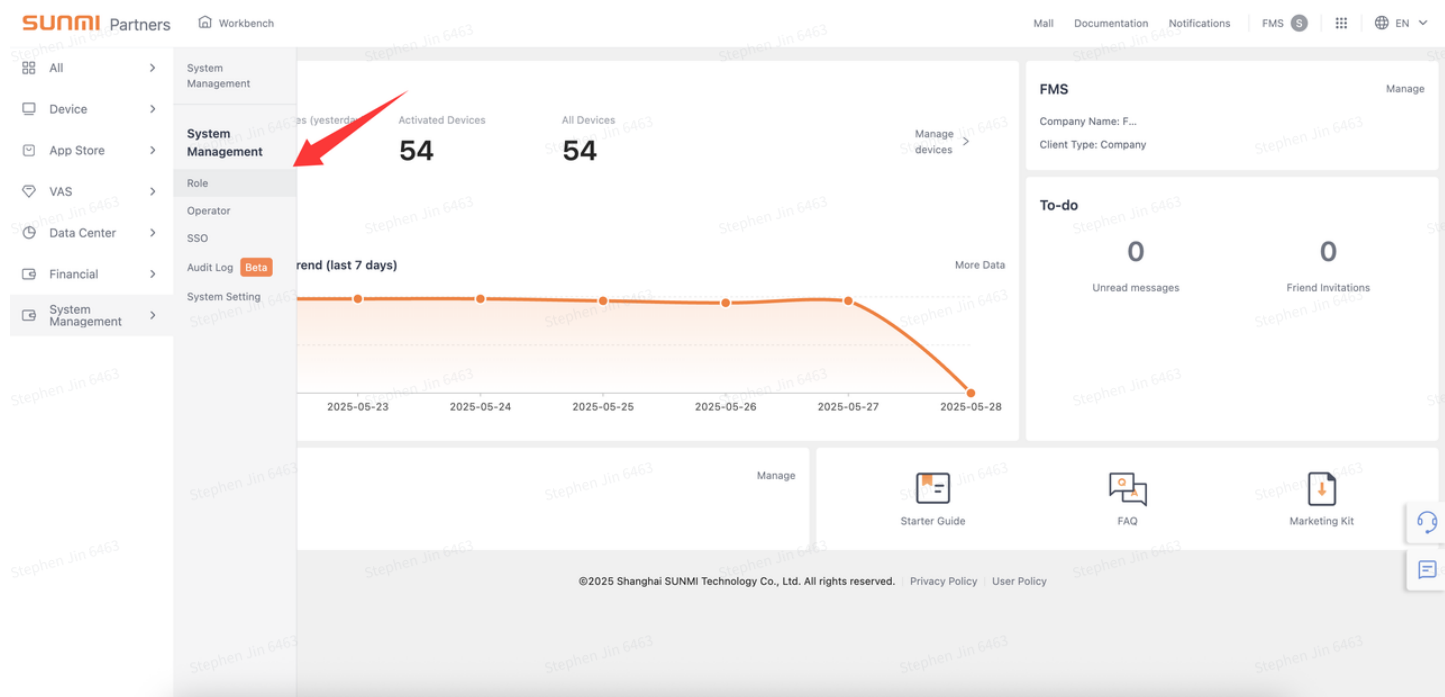 SUNMI Partners
Workbench
Mall
Documentation
Notifications
FMS S
EN
All
Device
App Store
VAS
Data Center
Financial
System
Management
System
Management
System
Management
Role
Operator
SSO
Audit Log Beta
System Setting
Activated Devices
54
All Devices
54
Manage
devices
rend (last 7 days)
More Data
2025-05-23
2025-05-24
2025-05-25
2025-05-26
2025-05-27
2025-05-28
FMS
Manage
Company Name: F...
Client Type: Company
To-do
0
Unread messages
0
Friend Invitations
Manage
Starter Guide
Q
A
FAQ
Marketing Kit
©2025 Shanghai SUNMI Technology Co., Ltd. All rights reserved.
Privacy Policy
User Policy
Stephen Jin 6463